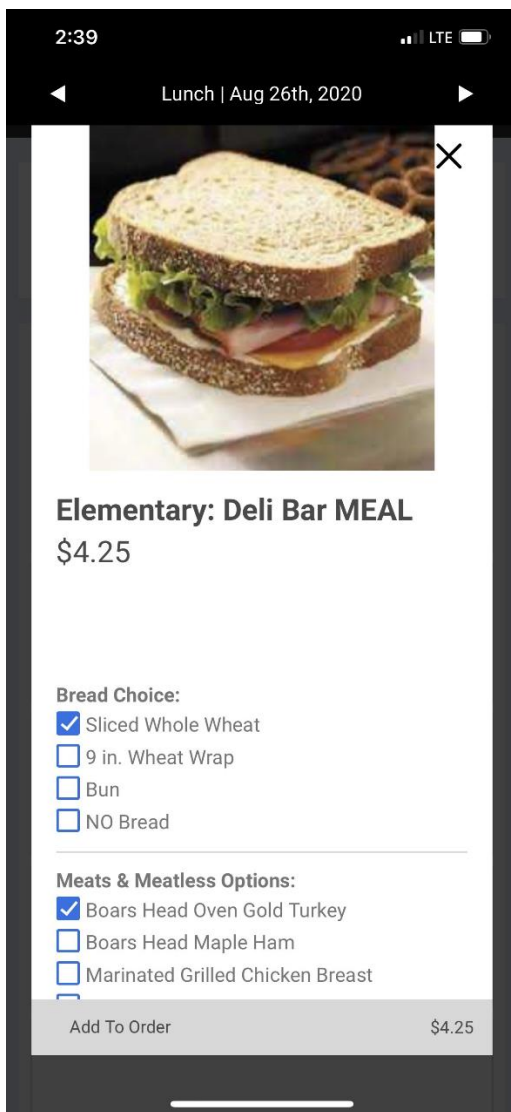 2:39
LTE
Lunch | Aug 26th, 2020
Elementary: Deli Bar MEAL
$4.25
Bread Choice:
Sliced Whole Wheat
9 in. Wheat Wrap
Bun
NO Bread
Meats & Meatless Options:
Boars Head Oven Gold Turkey
Boars Head Maple Ham
Marinated Grilled Chicken Breast
Add To Order $4.25